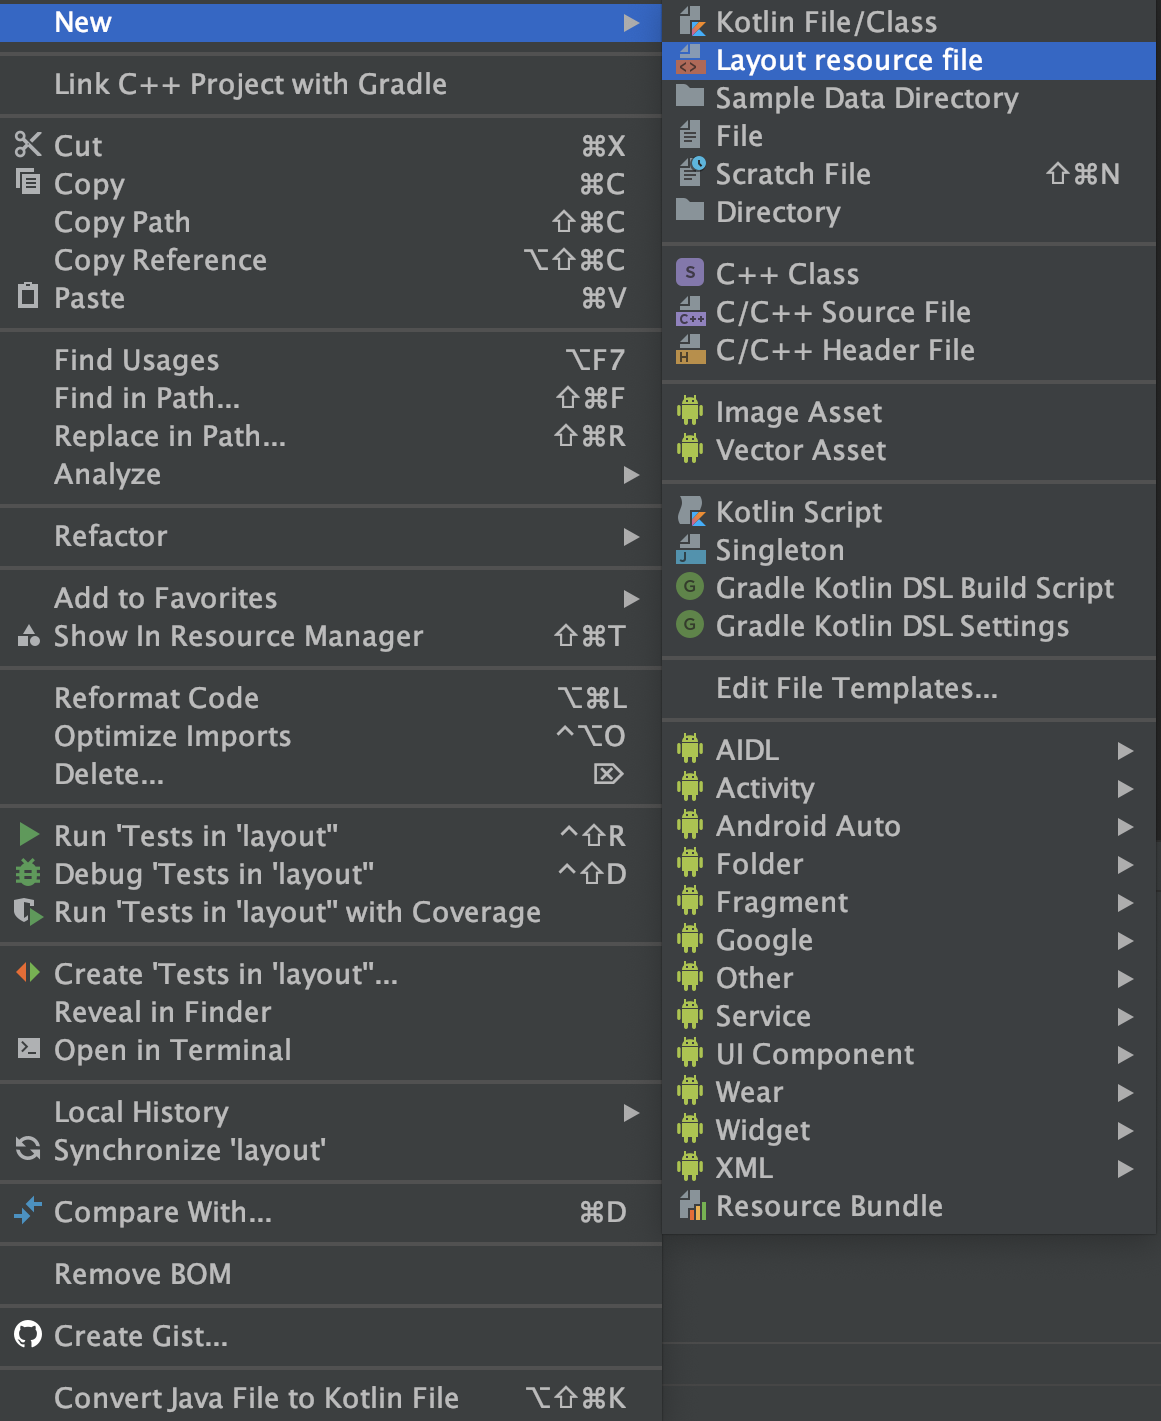 New
Link C++ Project with Gradle
Cut ⌘X
Copy ⌘C
Copy Path ⇧⌘C
Copy Reference ⌥⇧⌘C
Paste ⌘V
Find Usages ⌥F7
Find in Path... ⇧⌘F
Replace in Path... ⇧⌘R
Analyze
Refactor
Add to Favorites
Show In Resource Manager ⇧⌘T
Reformat Code ⌥⌘L
Optimize Imports ^⌥O
Delete... ⌦
Run 'Tests in 'layout'' ^⇧R
Debug 'Tests in 'layout'' ^⇧D
Run 'Tests in 'layout'' with Coverage
Create 'Tests in 'layout''...
Reveal in Finder
Open in Terminal
Local History
Synchronize 'layout'
Compare With... ⌘D
Remove BOM
Create Gist...
Convert Java File to Kotlin File ⌥⇧⌘K
Kotlin File/Class
Layout resource file
Sample Data Directory
File
Scratch File ⇧⌘N
Directory
S C++ Class
C++ C/C++ Source File
H C/C++ Header File
Image Asset
Vector Asset
Kotlin Script
J Singleton
G Gradle Kotlin DSL Build Script
G Gradle Kotlin DSL Settings
Edit File Templates...
AIDL
Activity
Android Auto
Folder
Fragment
Google
Other
Service
UI Component
Wear
Widget
XML
Resource Bundle